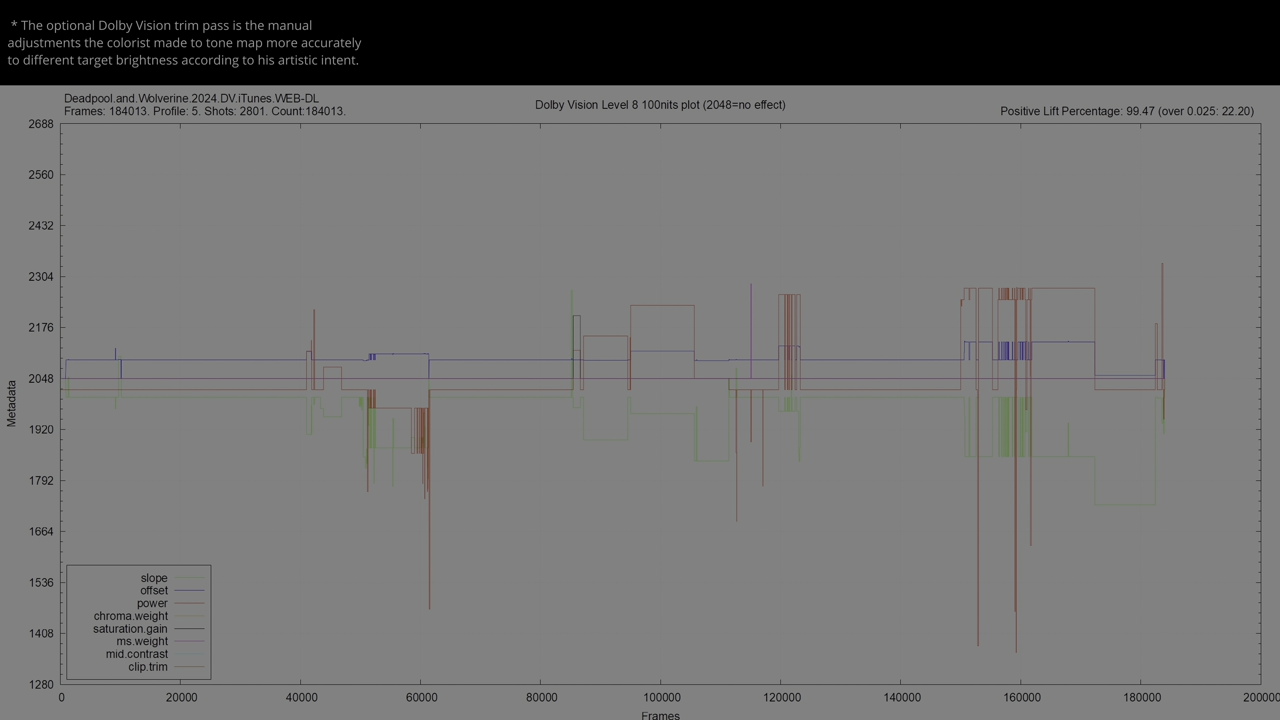 * The optional Dolby Vision trim pass is the manual
adjustments the colorist made to tone map more accurately
to different target brightness according to his artistic intent.
Deadpool.and.Wolverine.2024.DV.iTunes.WEB-DL
Frames: 184013. Profile: 5. Shots: 2801. Count:184013.
Dolby Vision Level 8 100nits plot (2048=no effect)
Positive Lift Percentage: 99.47 (over 0.025: 22.20)
2688
2560
2432
2304
2176
2048
1920
1792
1664
1536
1408
1280
Metadata
slope
offset
power
chroma.weight
saturation.gain
ms.weight
mid.contrast
clip.trim
0
20000
40000
60000
80000
100000
120000
140000
160000
180000
200000
Frames